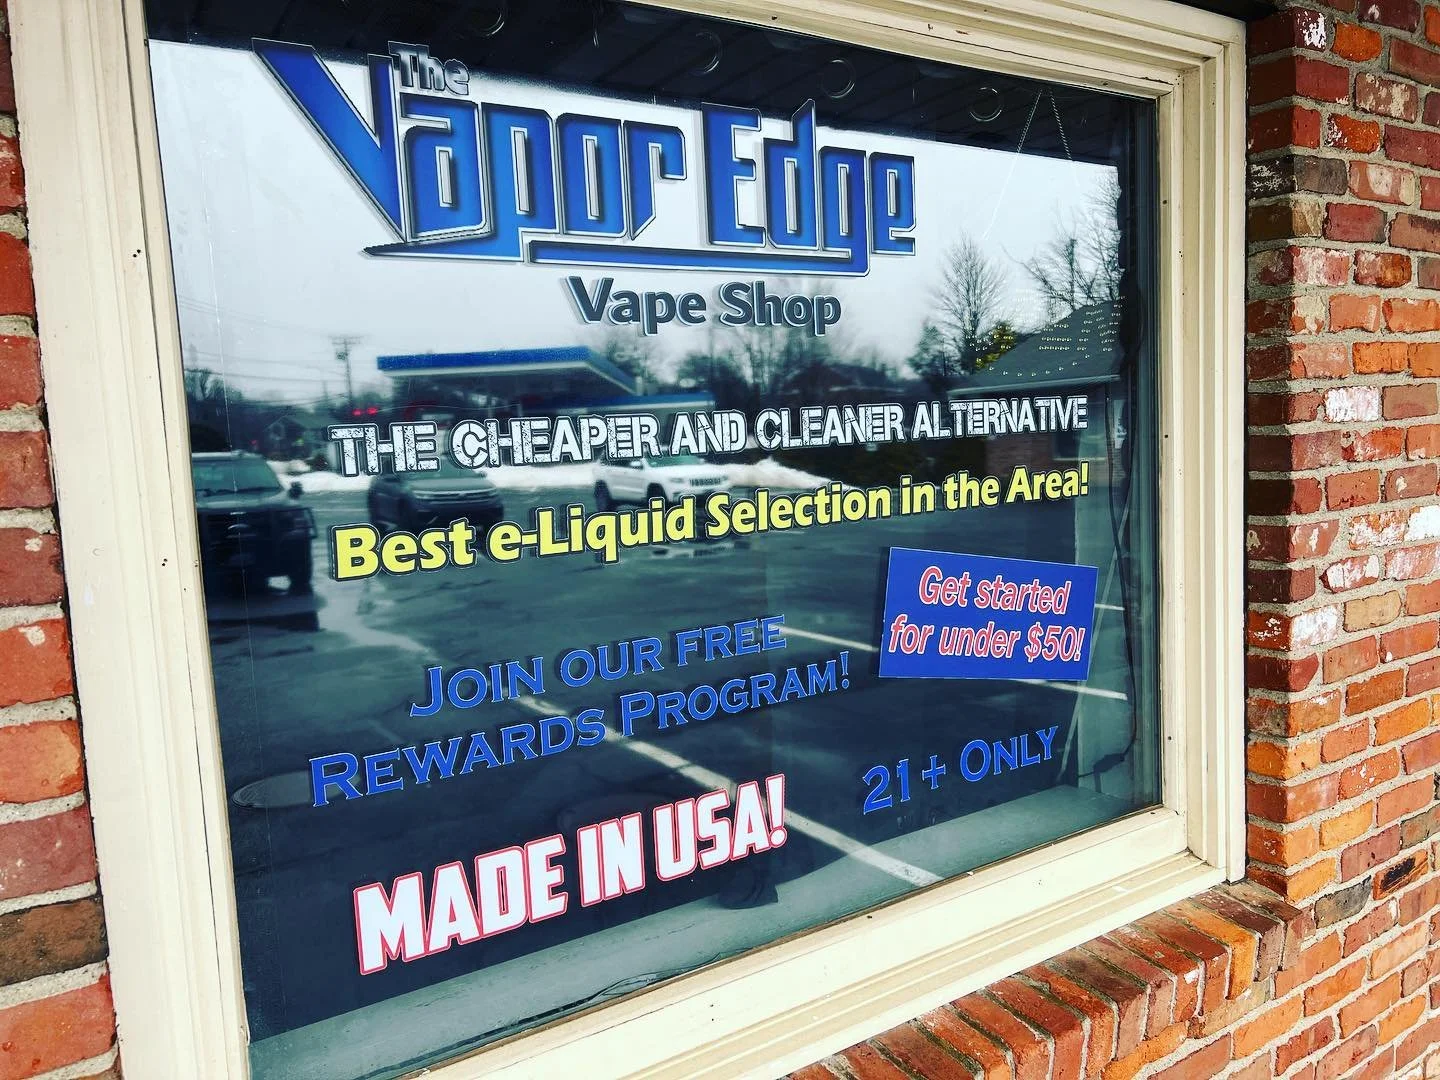 The
Vapor Edge
Vape Shop
THE CHEAPER AND CLEANER ALTERNATIVE
Best e-Liquid Selection in the Area!
Get started
for under $50!
JOIN OUR FREE
REWARDS PROGRAM!
21+ ONLY
MADE IN USA!